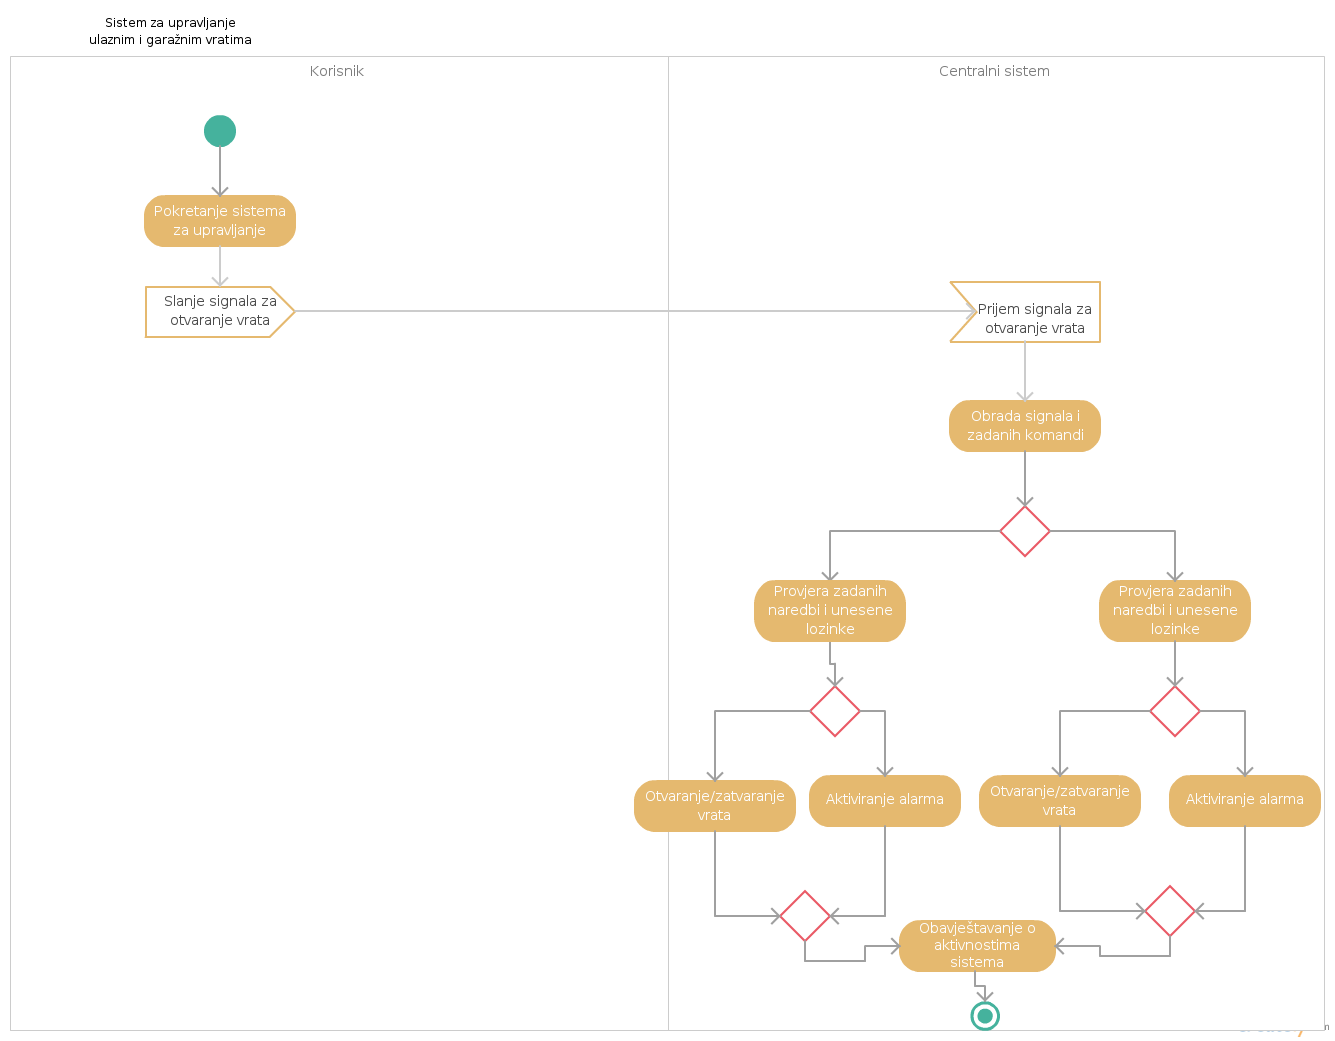 Sistem za upravljanje
ulaznim i garažnim vratima
Korisnik
Centralni sistem
Pokretanje sistema
za upravljanje
Slanje signala za
otvaranje vrata
Prijem signala za
otvaranje vrata
Obrada signala i
zadanih komandi
Provjera zadanih
naredbi i unesene
lozinke
Provjera zadanih
naredbi i unesene
lozinke
Otvaranje/zatvaranje
vrata
Aktiviranje alarma
Otvaranje/zatvaranje
vrata
Aktiviranje alarma
Obavještavanje o
aktivnostima
sistema